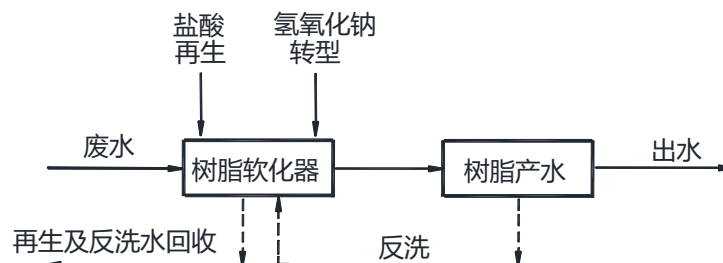 盐酸
再生
氢氧化钠
转型
废水
树脂软化器
树脂产水
出水
再生及反洗水回收
反洗